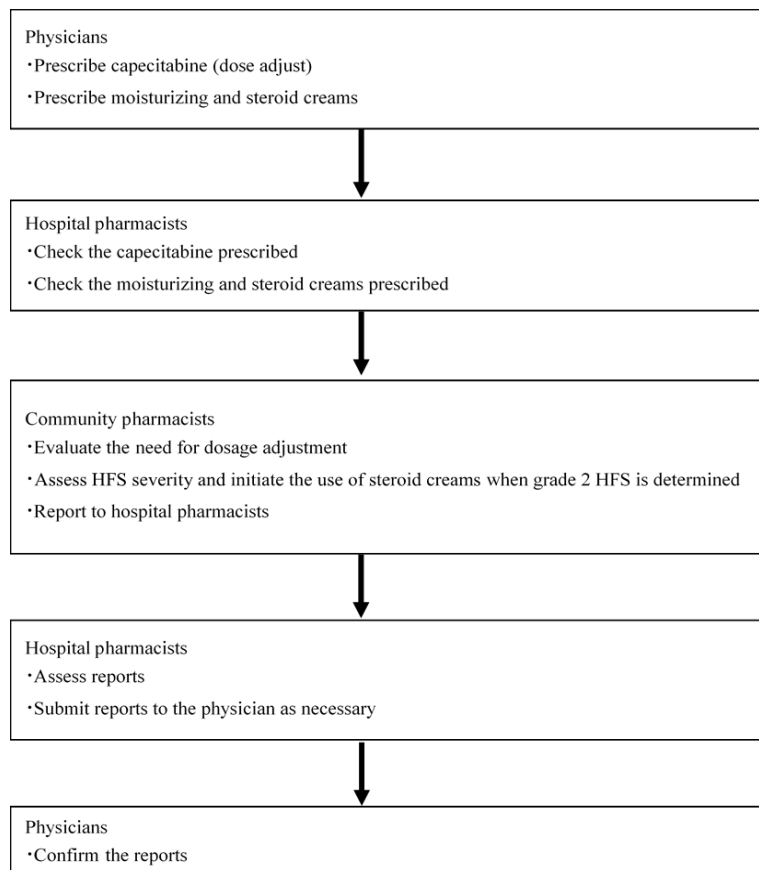 Physicians
・Prescribe capecitabine (dose adjust)
・Prescribe moisturizing and steroid creams
Hospital pharmacists
・Check the capecitabine prescribed
・Check the moisturizing and steroid creams prescribed
Community pharmacists
・Evaluate the need for dosage adjustment
・Assess HFS severity and initiate the use of steroid creams when grade 2 HFS is determined
・Report to hospital pharmacists
Hospital pharmacists
・Assess reports
・Submit reports to the physician as necessary
Physicians
・Confirm the reports